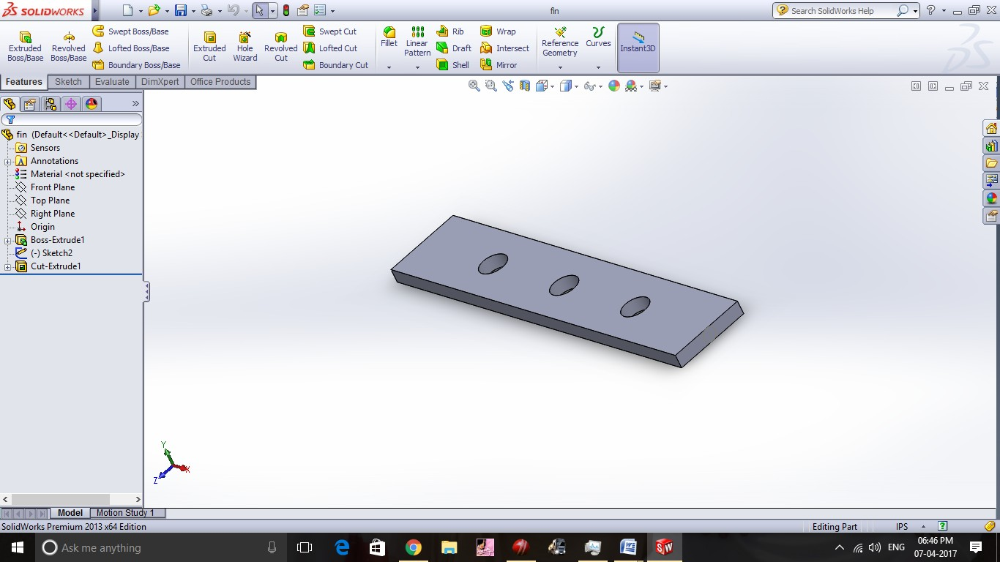 SOLIDWORKS
fin
Search SolidWorks Help
Extruded Boss/Base
Revolved Boss/Base
Swept Boss/Base
Lofted Boss/Base
Boundary Boss/Base
Extruded Cut
Hole Wizard
Revolved Cut
Swept Cut
Lofted Cut
Boundary Cut
Fillet
Linear Pattern
Rib
Draft
Shell
Wrap
Intersect
Mirror
Reference Geometry
Curves
Instant3D
Features
Sketch
Evaluate
DimXpert
Office Products
fin (Default<<Default>_Display
Sensors
Annotations
Material <not specified>
Front Plane
Top Plane
Right Plane
Origin
Boss-Extrude1
(-) Sketch2
Cut-Extrude1
Y
X
Z
Model
Motion Study 1
SolidWorks Premium 2013 x64 Edition
Editing Part
IPS
Ask me anything
ENG
06:46 PM
07-04-2017